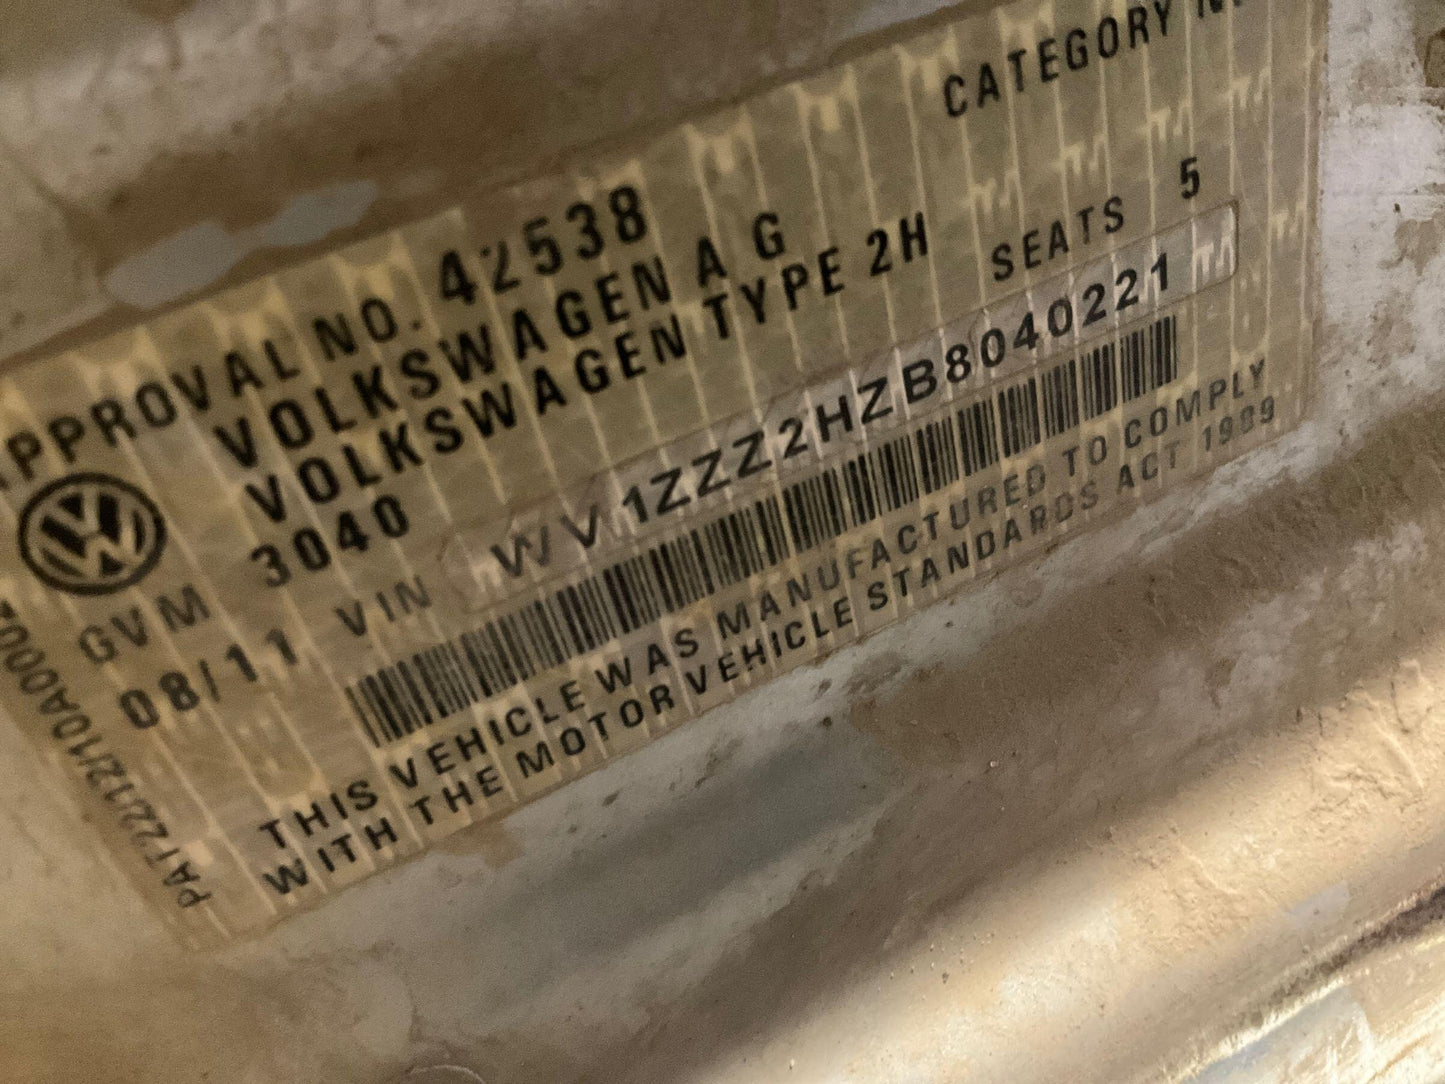 APPROVAL NO. 42538 CATEGORY
VOLKSWAGEN A G
VOLKSWAGEN TYPE 2H SEATS 5
GVM 3040
08/11 VIN WV1ZZZ2HZB8040221
THIS VEHICLE WAS MANUFACTURED TO COMPLY
WITH THE MOTOR VEHICLE STANDARDS ACT 1989